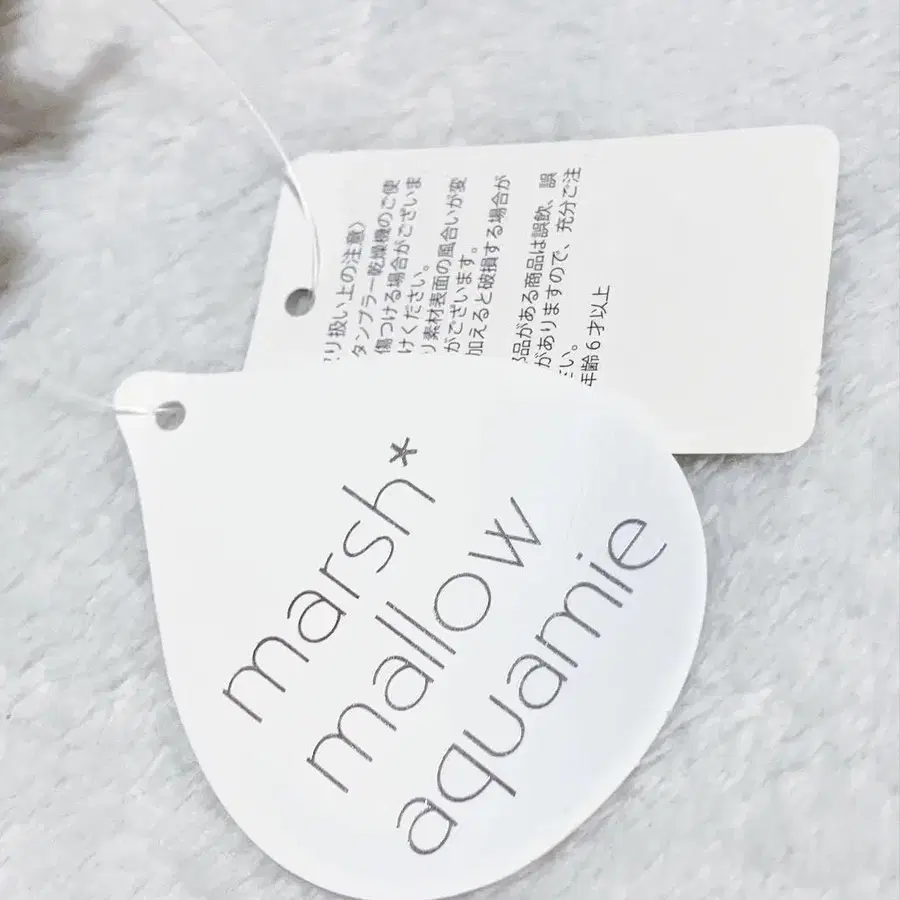 marsh*
mallow
aquamie
り扱い上の注意〉
タンブラー乾燥機のご使
傷つける場合がございま
けください。
り素材表面の風合いが変
がございます。
加えると破損する場合が
品がある商品は誤飲、誤
がありますので、充分ご注
さい。
年齢6才以上